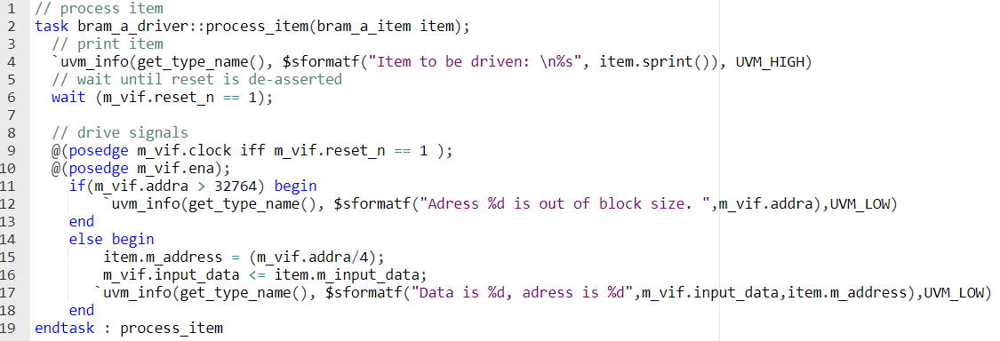 1 // process item
2 task bram_a_driver::process_item(bram_a_item item);
3   // print item
4   `uvm_info(get_type_name(), $sformatf("Item to be driven: \n%s", item.sprint()), UVM_HIGH)
5   // wait until reset is de-asserted
6   wait (m_vif.reset_n == 1);
7
8   // drive signals
9   @(posedge m_vif.clock iff m_vif.reset_n == 1 );
10   @(posedge m_vif.ena);
11     if(m_vif.addra > 32764) begin
12         `uvm_info(get_type_name(), $sformatf("Adress %d is out of block size. ",m_vif.addra),UVM_LOW)
13     end
14     else begin
15         item.m_address = (m_vif.addra/4);
16         m_vif.input_data <= item.m_input_data;
17        `uvm_info(get_type_name(), $sformatf("Data is %d, adress is %d",m_vif.input_data,item.m_address),UVM_LOW)
18     end
19 endtask : process_item